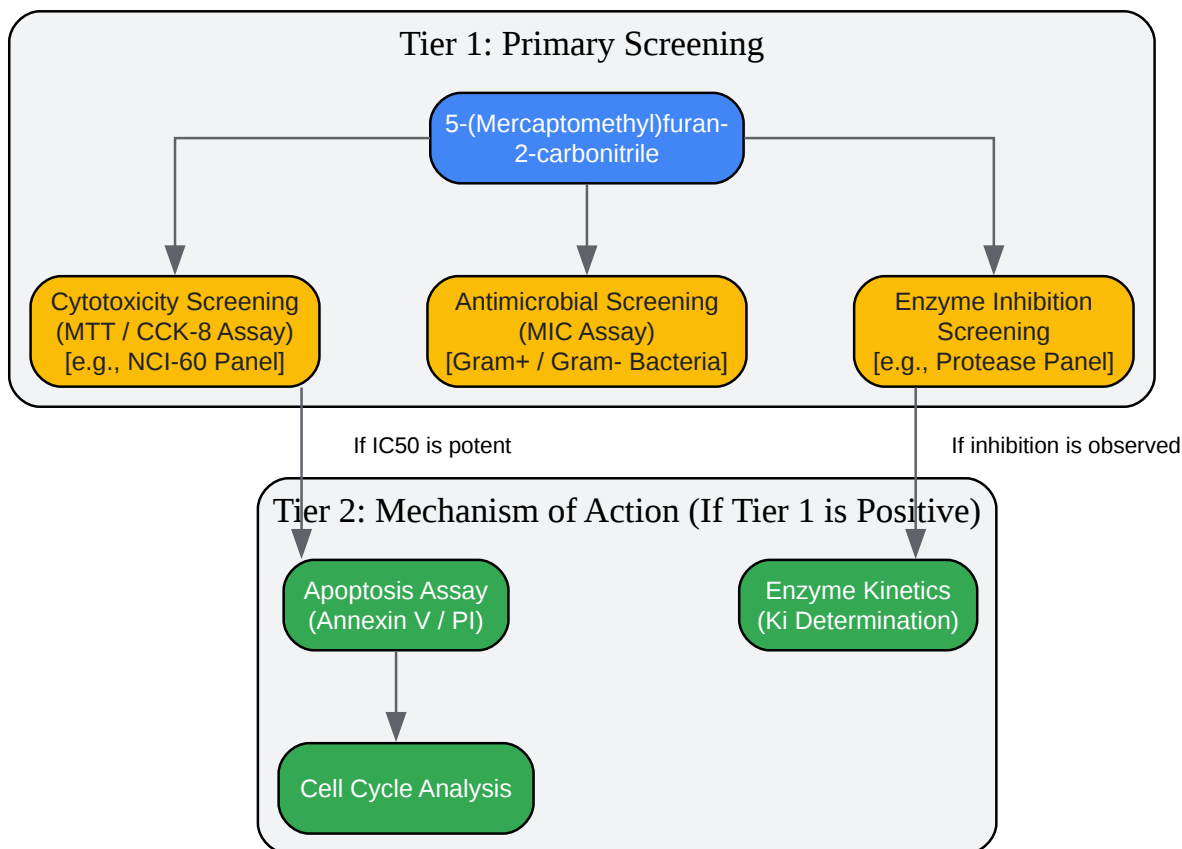 Tier 1: Primary Screening
5-(Mercaptomethyl)furan-
2-carbonitrile
Cytotoxicity Screening
(MTT / CCK-8 Assay)
[e.g., NCI-60 Panel]
Antimicrobial Screening
(MIC Assay)
[Gram+ / Gram- Bacteria]
Enzyme Inhibition
Screening
[e.g., Protease Panel]
If IC50 is potent
If inhibition is observed
Tier 2: Mechanism of Action (If Tier 1 is Positive)
Apoptosis Assay
(Annexin V / PI)
Enzyme Kinetics
(Ki Determination)
Cell Cycle Analysis